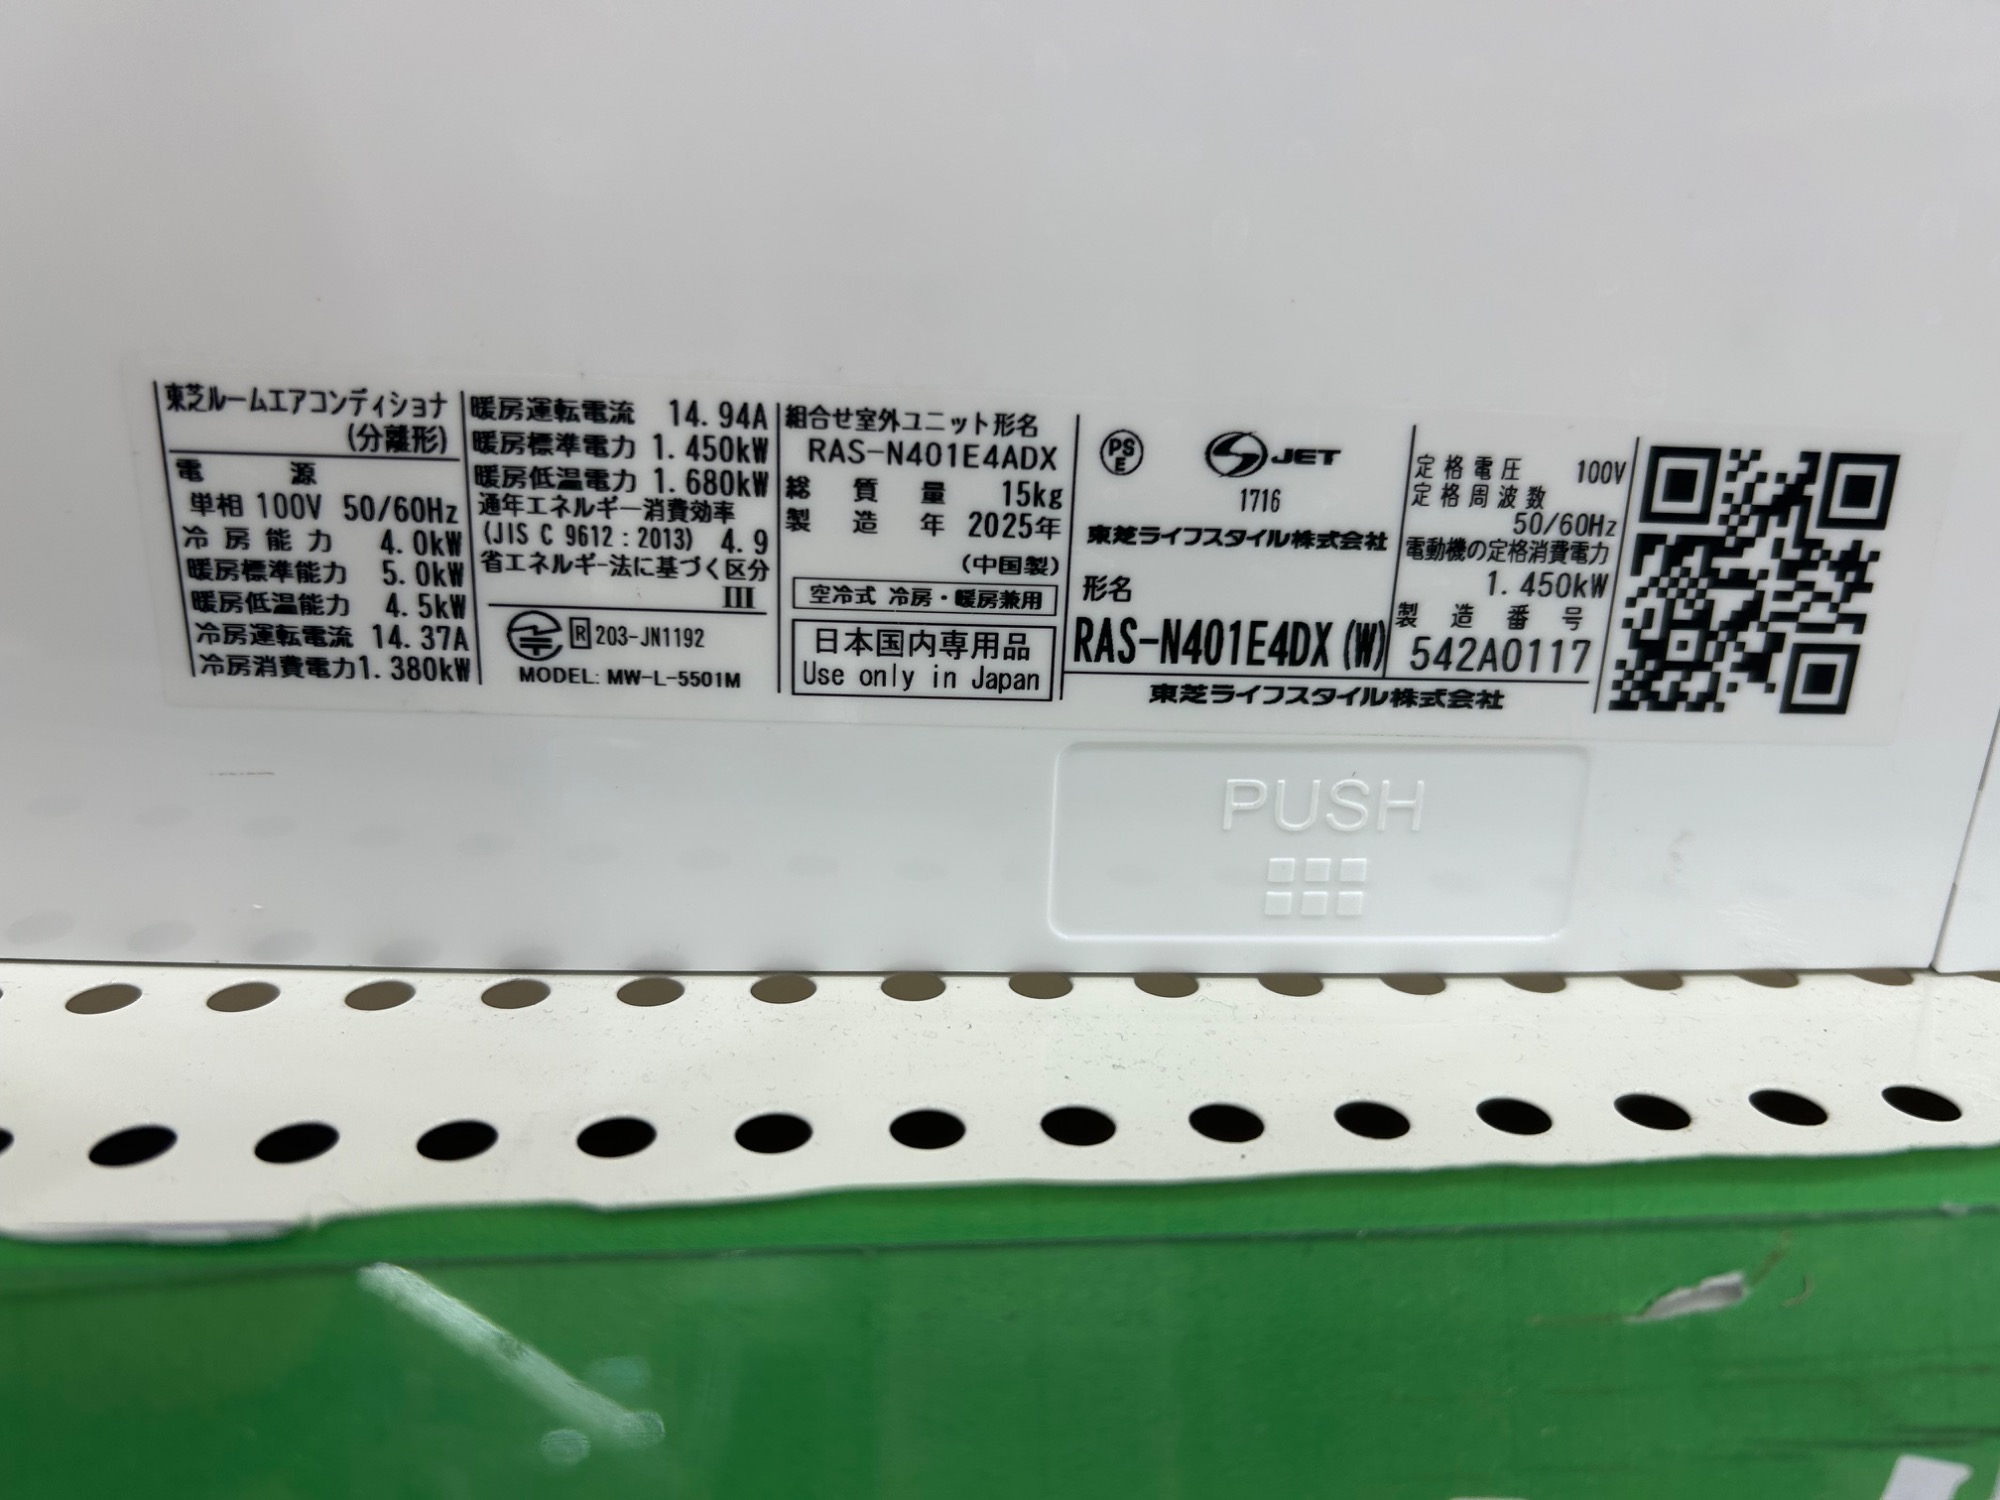 東芝ルームエアコンディショナ
(分離形)
電 源
単相 100V 50/60Hz
冷房能力 4.0kW
暖房標準能力 5.0kW
暖房低温能力 4.5kW
冷房運転電流 14.37A
冷房消費電力 1.380kW
暖房運転電流 14.94A
暖房標準電力 1.450kW
暖房低温電力 1.680kW
通年エネルギー消費効率
(JIS C 9612:2013) 4.9
省エネルギー法に基づく区分
III
R 203-JN1192
MODEL: MW-L-5501M
組合せ室外ユニット形名
RAS-N401E4ADX
総 質 量 15kg
製 造 年 2025年
(中国製)
空冷式 冷房・暖房兼用
日本国内専用品
Use only in Japan
PS
E
JET
1716
東芝ライフスタイル株式会社
形名
RAS-N401E4DX(W)
定格電圧 100V
定格周波数
50/60Hz
電動機の定格消費電力
1.450kW
製 造 番 号
542A0117
東芝ライフスタイル株式会社
PUSH